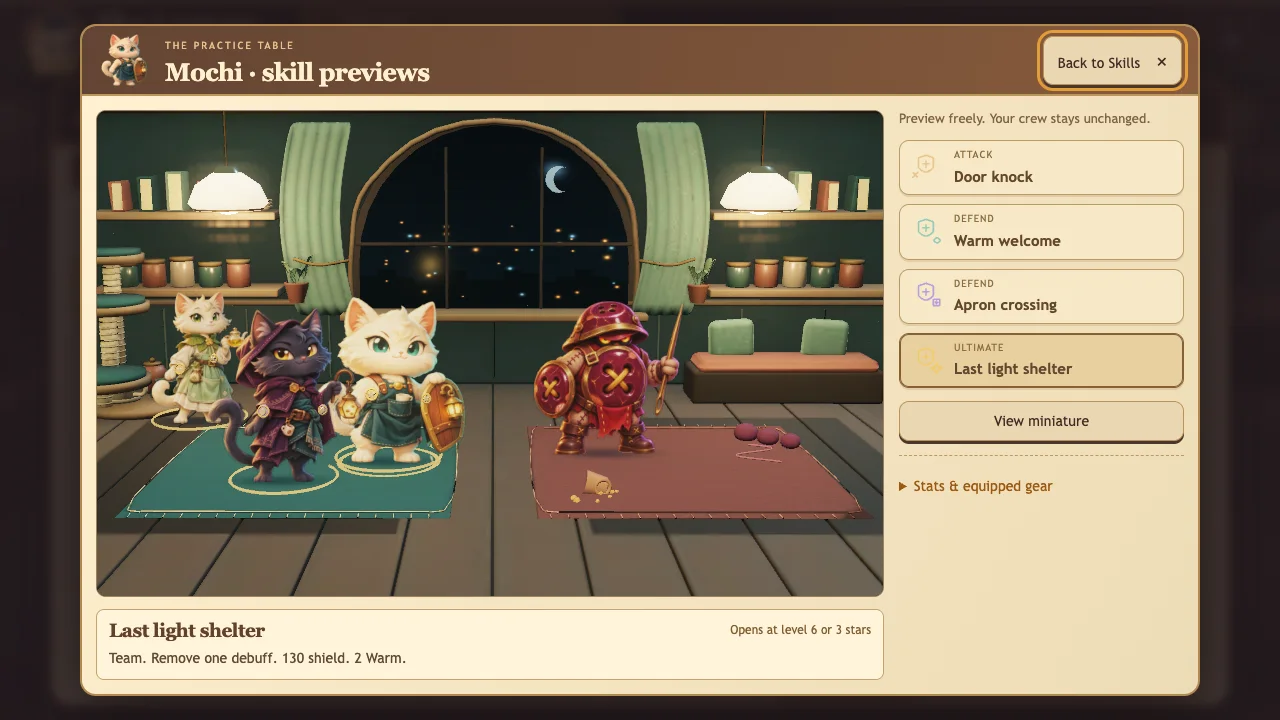 THE PRACTICE TABLE
Mochi · skill previews
Back to Skills ✕
Preview freely. Your crew stays unchanged.
ATTACK
Door knock
DEFEND
Warm welcome
DEFEND
Apron crossing
ULTIMATE
Last light shelter
View miniature
▶ Stats & equipped gear
Last light shelter
Opens at level 6 or 3 stars
Team. Remove one debuff. 130 shield. 2 Warm.